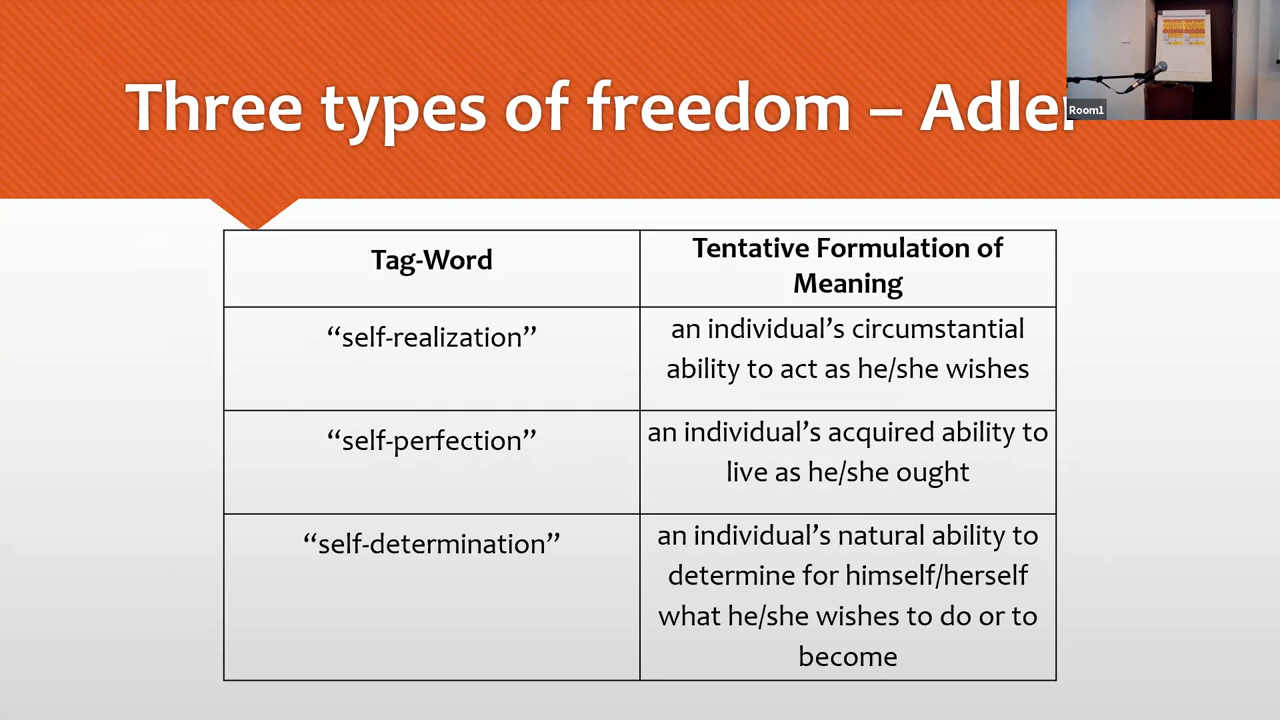 Three types of freedom – Adler
Room1
Tag-Word
Tentative Formulation of
Meaning
“self-realization”
an individual’s circumstantial
ability to act as he/she wishes
“self-perfection”
an individual’s acquired ability to
live as he/she ought
“self-determination”
an individual’s natural ability to
determine for himself/herself
what he/she wishes to do or to
become